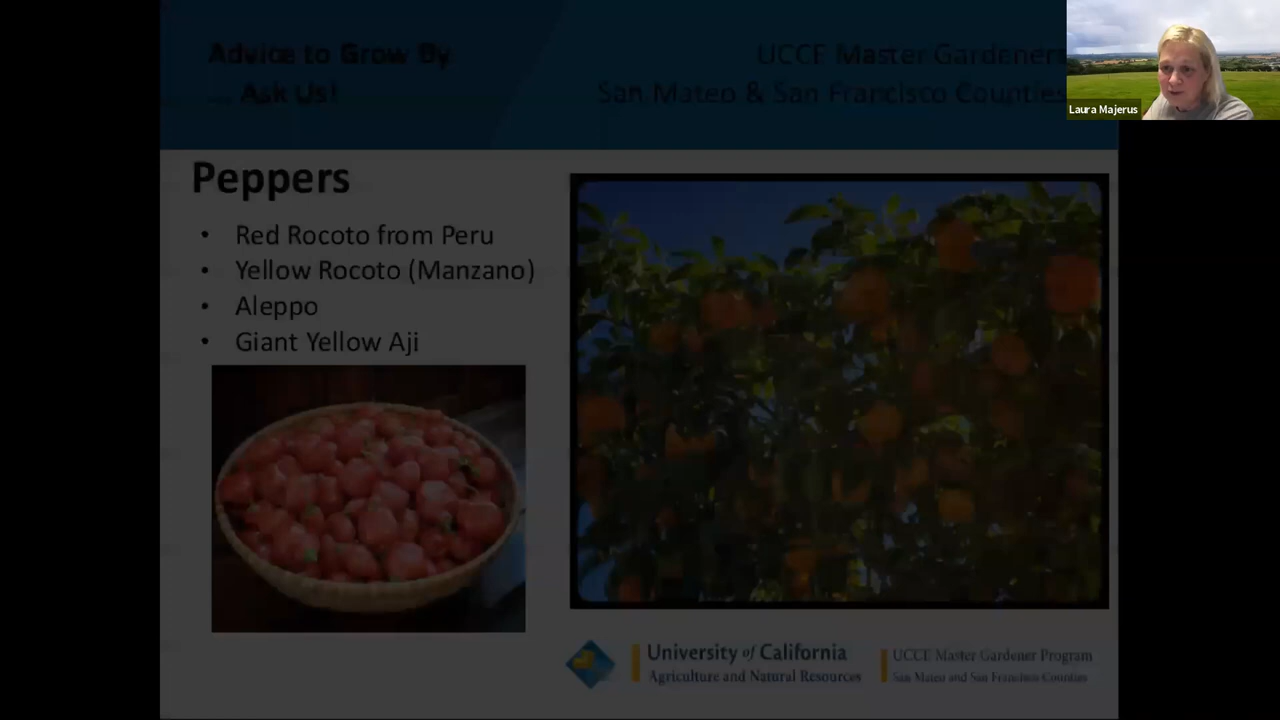 Advice to Grow By
... Ask Us!
UCCE Master Gardeners
San Mateo & San Francisco Counties
Laura Majerus
Peppers
• Red Rocoto from Peru
• Yellow Rocoto (Manzano)
• Aleppo
• Giant Yellow Aji
University of California
Agriculture and Natural Resources
UCCE Master Gardener Program
San Mateo and San Francisco Counties